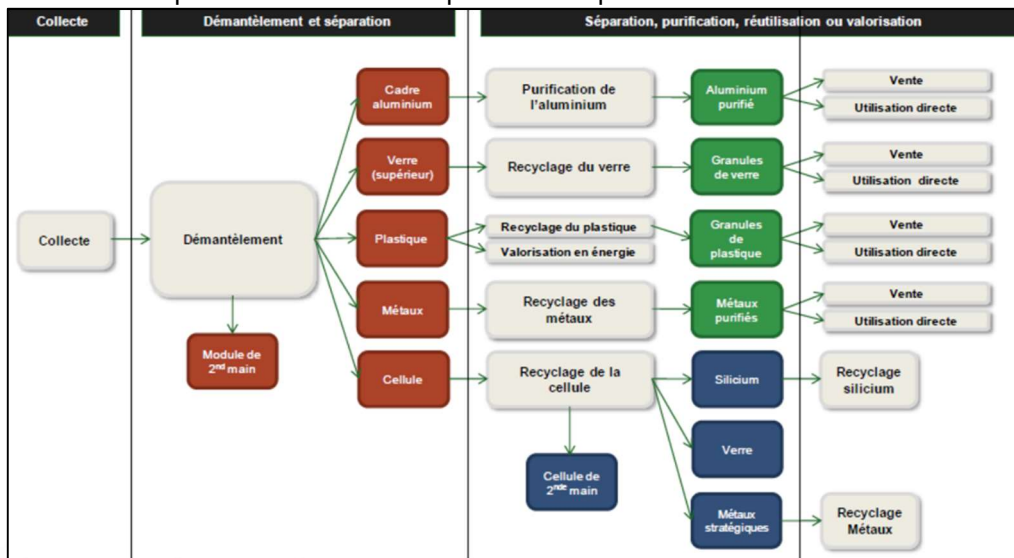 Collecte
Démantèlement et séparation
Séparation, purification, réutilisation ou valorisation
Collecte
Démantèlement
Module de
2nd main
Cadre
aluminium
Verre
(supérieur)
Plastique
Métaux
Cellule
Purification de
l'aluminium
Recyclage du verre
Recyclage du plastique
Valorisation en énergie
Recyclage des
métaux
Recyclage de la
cellule
Cellule de
2nde main
Aluminium
purifié
Granules
de verre
Granules
de
plastique
Métaux
purifiés
Silicium
Verre
Métaux
stratégiques
Vente
Utilisation directe
Vente
Utilisation directe
Vente
Utilisation directe
Vente
Utilisation directe
Recyclage
silicium
Recyclage
Métaux